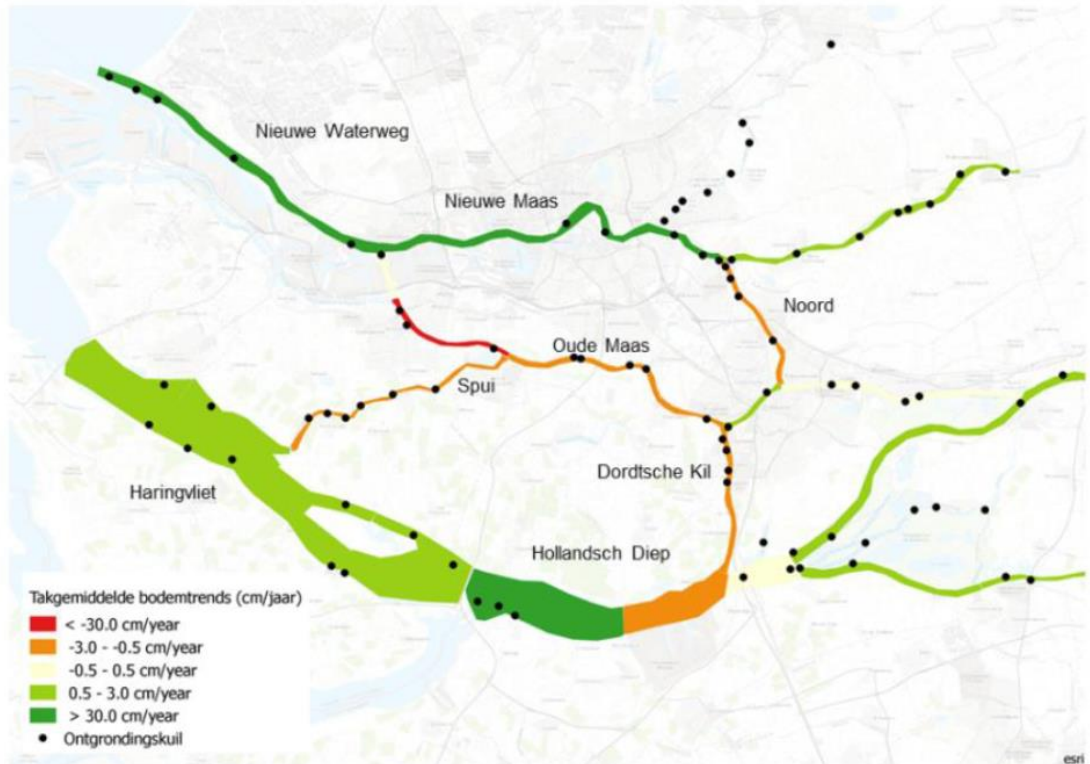 Nieuwe Waterweg
Nieuwe Maas
Noord
Oude Maas
Spui
Dordtsche Kil
Haringvliet
Hollandsch Diep
Takgemiddelde bodemtrends (cm/jaar)
< -30.0 cm/year
-3.0 - -0.5 cm/year
-0.5 - 0.5 cm/year
0.5 - 3.0 cm/year
> 30.0 cm/year
Ontgrondingskuil
esri